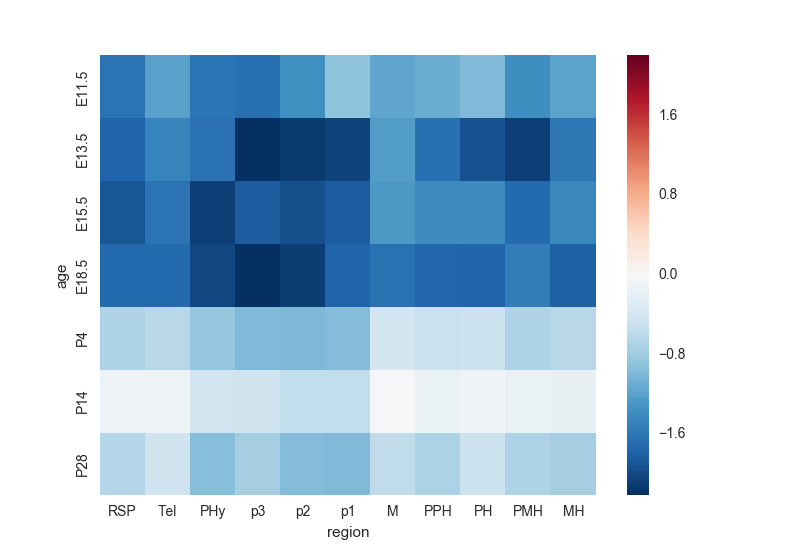 E11.5
E13.5
E15.5
E18.5
P4
P14
P28
age
RSP Tel PHy p3 p2 p1 M PPH PH PMH MH
region
1.6
0.8
0.0
−0.8
−1.6